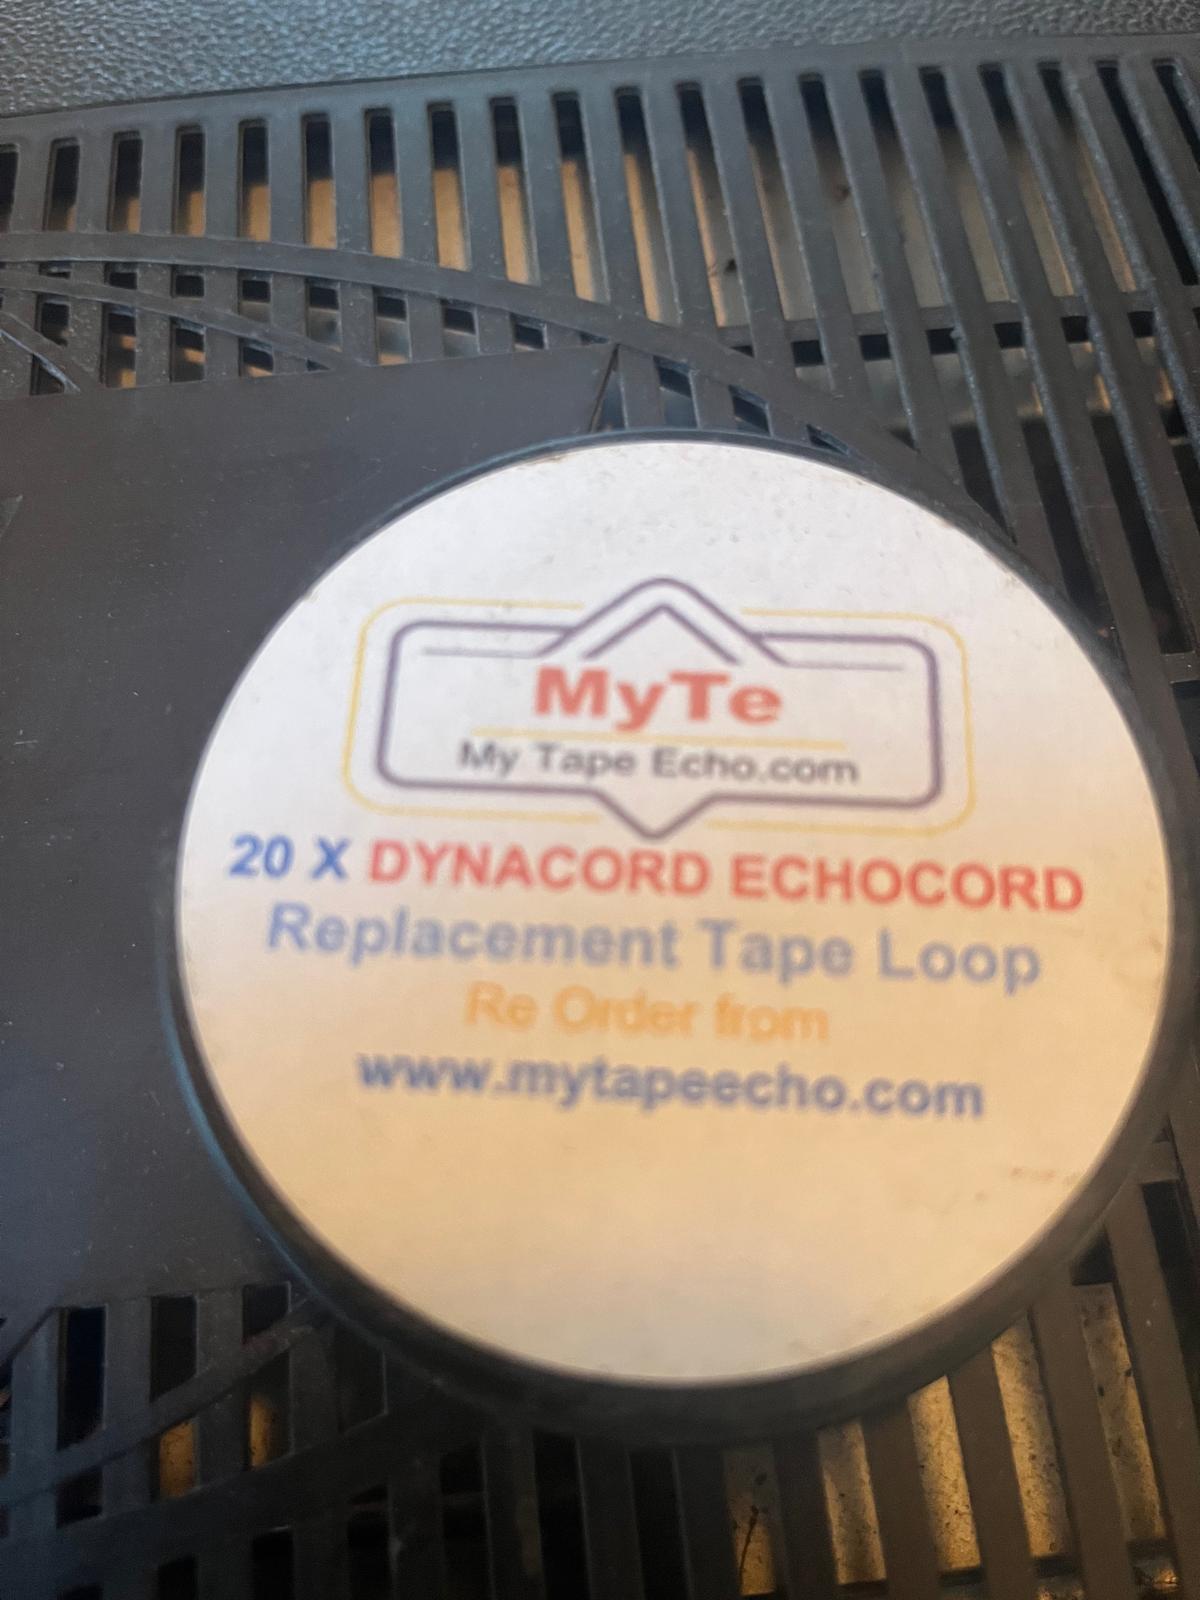 MyTe
My Tape Echo.com
20 X DYNACORD ECHOCORD
Replacement Tape Loop
Re Order from
www.mytapeecho.com